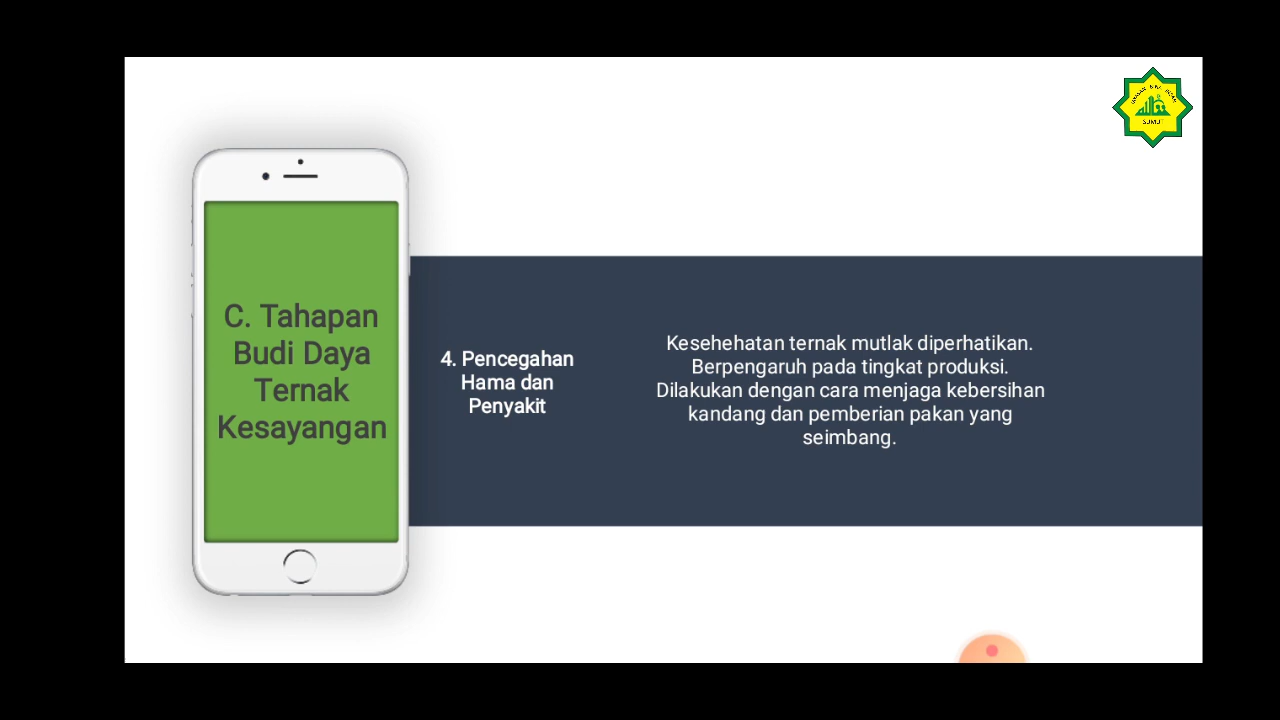 SUMUT
C. Tahapan
Budi Daya
Ternak
Kesayangan
4. Pencegahan
Hama dan
Penyakit
Kesehehatan ternak mutlak diperhatikan.
Berpengaruh pada tingkat produksi.
Dilakukan dengan cara menjaga kebersihan
kandang dan pemberian pakan yang
seimbang.